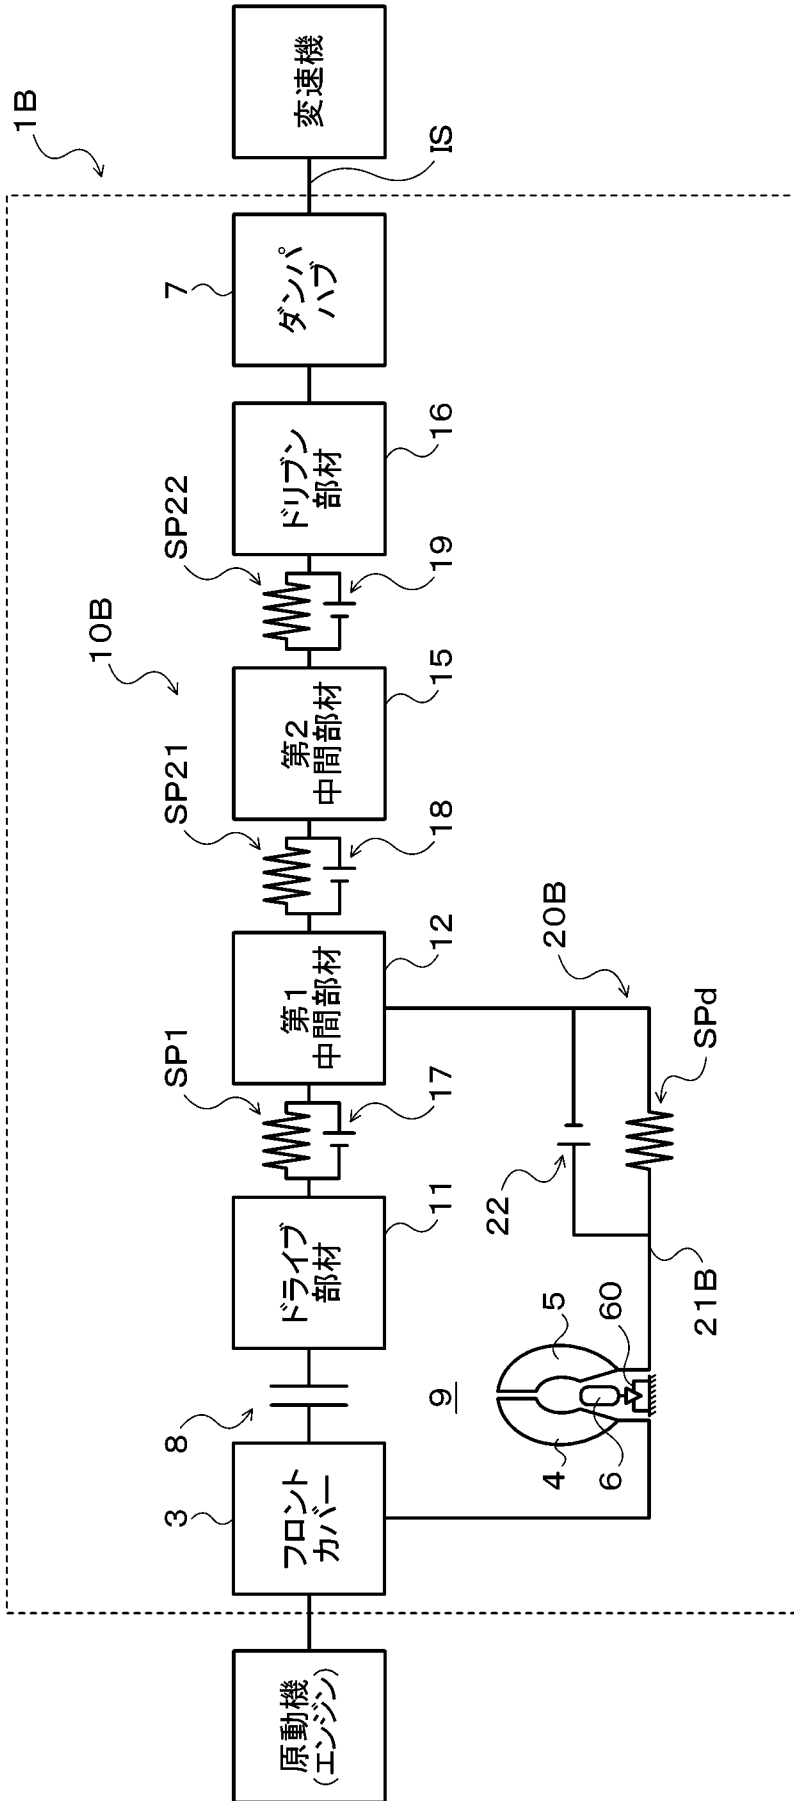 1B
10B
SP1
SP21
SP22
3
8
7
原動機
(エンジン)
フロント
カバー
ドライブ
部材
第1
中間部材
第2
中間部材
ドリブン
部材
ダンパ
ハブ
変速機
11
17
12
18
15
19
16
IS
9
4
5
6
60
22
20B
SPd
21B